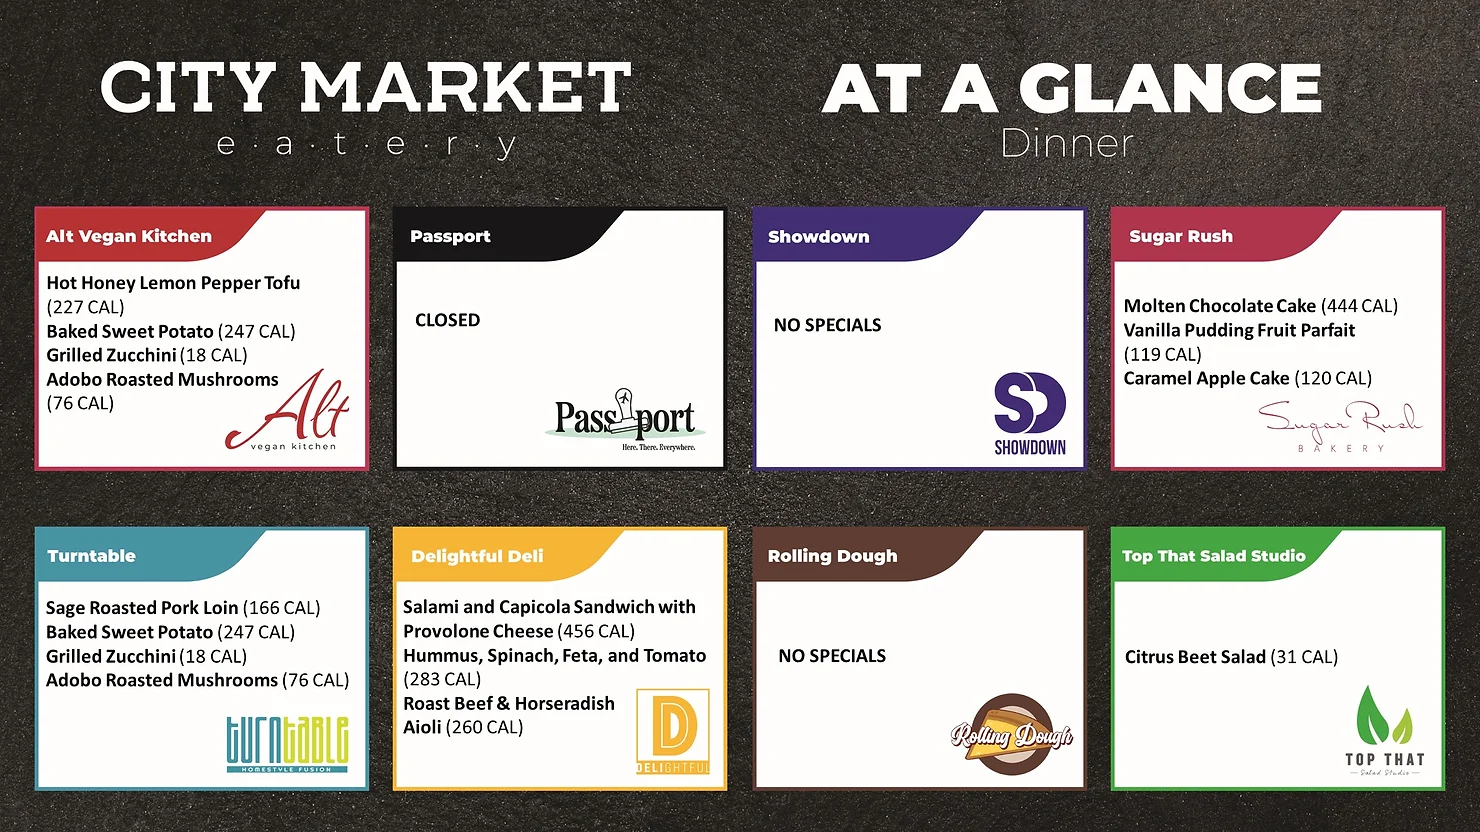 CITY MARKET
e·a·t·e·r·y
AT A GLANCE
Dinner
Alt Vegan Kitchen
Hot Honey Lemon Pepper Tofu
(227 CAL)
Baked Sweet Potato (247 CAL)
Grilled Zucchini (18 CAL)
Adobo Roasted Mushrooms
(76 CAL)
Alt
vegan kitchen
Passport
CLOSED
Passport
Here. There. Everywhere.
Showdown
NO SPECIALS
SD
SHOWDOWN
Sugar Rush
Molten Chocolate Cake (444 CAL)
Vanilla Pudding Fruit Parfait
(119 CAL)
Caramel Apple Cake (120 CAL)
Sugar Rush
BAKERY
Turntable
Sage Roasted Pork Loin (166 CAL)
Baked Sweet Potato (247 CAL)
Grilled Zucchini (18 CAL)
Adobo Roasted Mushrooms (76 CAL)
turntable
HOMESTYLE FUSION
Delightful Deli
Salami and Capicola Sandwich with
Provolone Cheese (456 CAL)
Hummus, Spinach, Feta, and Tomato
(283 CAL)
Roast Beef & Horseradish
Aioli (260 CAL)
D
DELIGHTFUL
Rolling Dough
NO SPECIALS
Rolling Dough
Top That Salad Studio
Citrus Beet Salad (31 CAL)
TOP THAT
Salad Studio